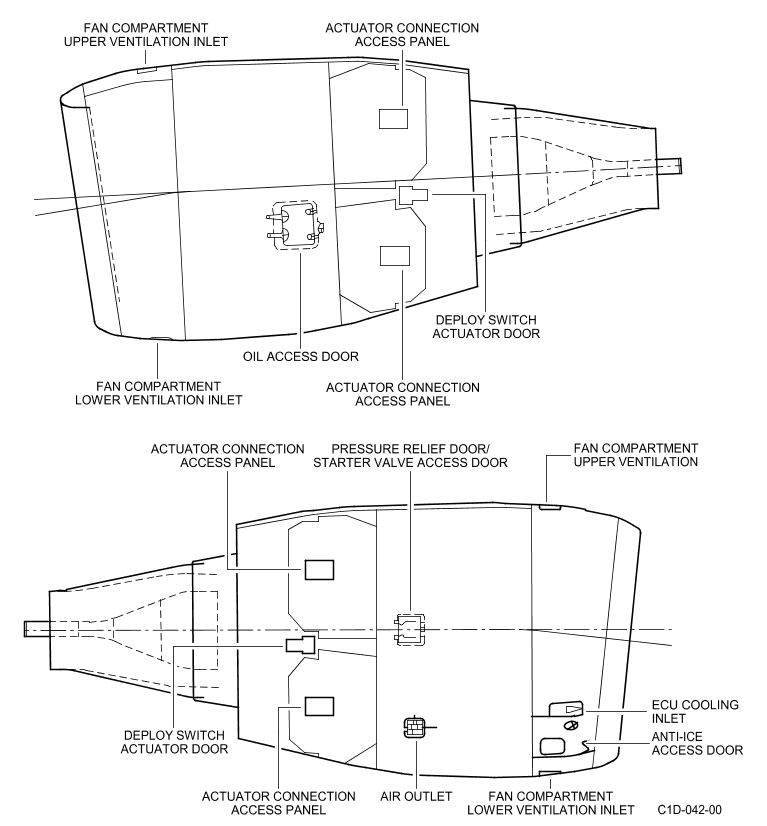 FAN COMPARTMENT
UPPER VENTILATION INLET
ACTUATOR CONNECTION
ACCESS PANEL
DEPLOY SWITCH
ACTUATOR DOOR
OIL ACCESS DOOR
FAN COMPARTMENT
LOWER VENTILATION INLET
ACTUATOR CONNECTION
ACCESS PANEL
ACTUATOR CONNECTION
ACCESS PANEL
PRESSURE RELIEF DOOR/
STARTER VALVE ACCESS DOOR
FAN COMPARTMENT
UPPER VENTILATION
ECU COOLING
INLET
ANTI-ICE
ACCESS DOOR
DEPLOY SWITCH
ACTUATOR DOOR
ACTUATOR CONNECTION
ACCESS PANEL
AIR OUTLET
FAN COMPARTMENT
LOWER VENTILATION INLET
C1D-042-00